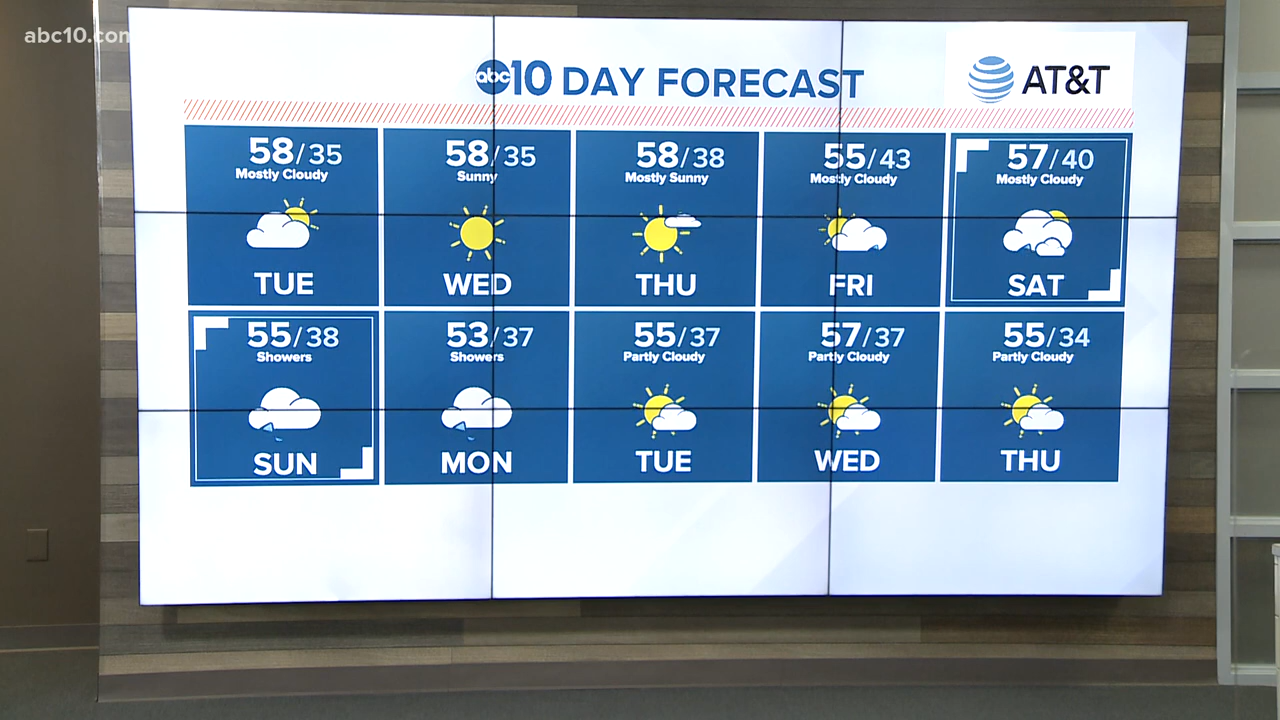 abc10.com
abc10 DAY FORECAST
AT&T
58/35
Mostly Cloudy
TUE
58/35
Sunny
WED
58/38
Mostly Sunny
THU
55/43
Mostly Cloudy
FRI
57/40
Mostly Cloudy
SAT
55/38
Showers
SUN
53/37
Showers
MON
55/37
Partly Cloudy
TUE
57/37
Partly Cloudy
WED
55/34
Partly Cloudy
THU